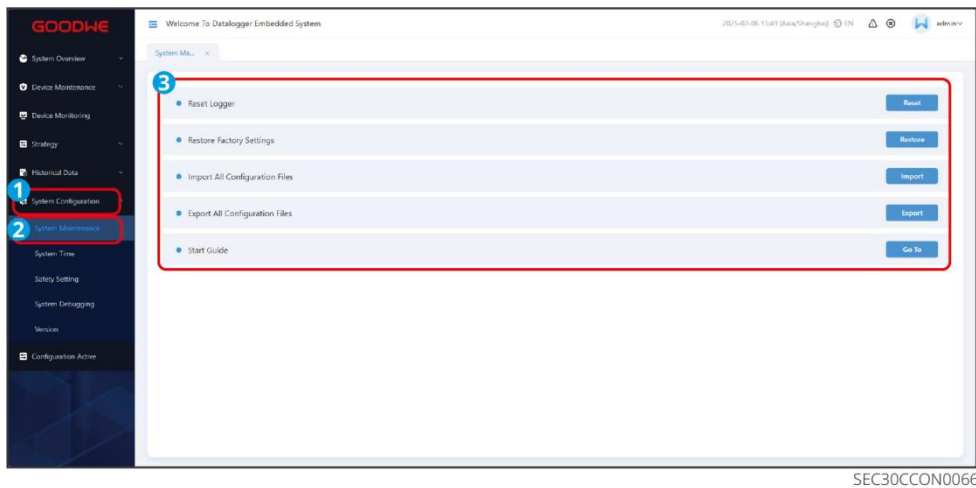 GOODWE
Welcome To Datalogger Embedded System
2025-02-06 13:49 (Asia/Shanghai) EN admin
System Overview
System Ma...
Device Maintenance
Device Monitoring
Strategy
Historical Data
1
System Configuration
2
System Maintenance
System Time
Safety Setting
System Debugging
Version
Configuration Active
3
Reset Logger Reset
Restore Factory Settings Restore
Import All Configuration Files Import
Export All Configuration Files Export
Start Guide Go To
SEC30CCON0066